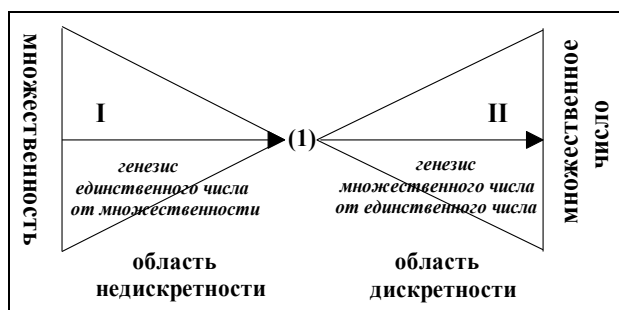 множественность
I
(1)
II
множественное
число
генезис
единственного числа
от множественности
генезис
множественного числа
от единственного числа
область
недискретности
область
дискретности